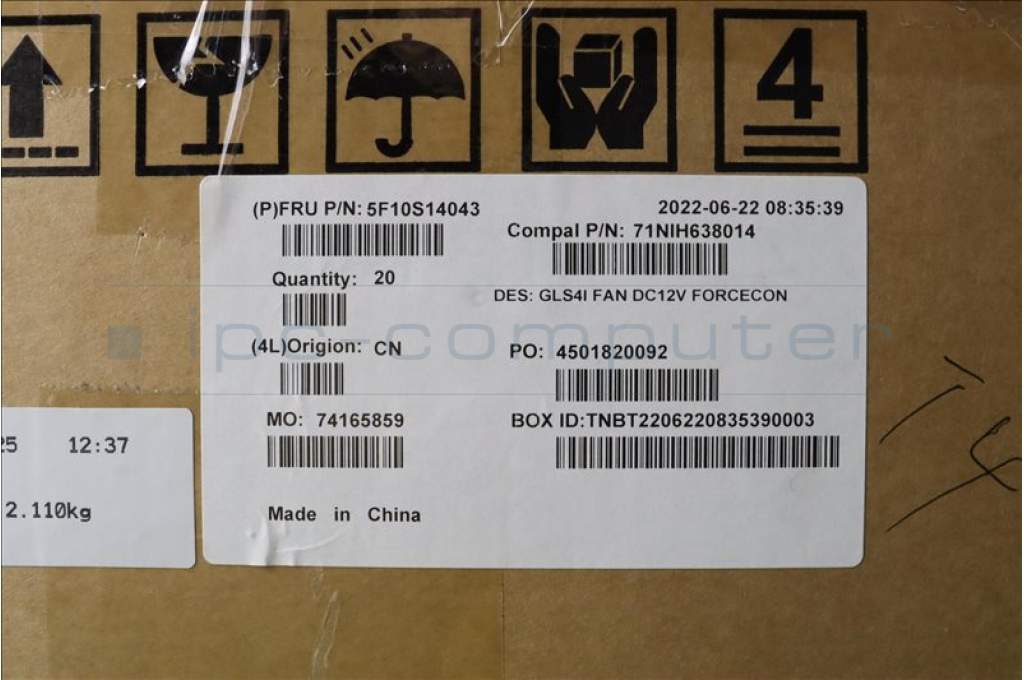 4
(P)FRU P/N: 5F10S14043
2022-06-22 08:35:39
Compal P/N: 71NIH638014
Quantity: 20
DES: GLS4I FAN DC12V FORCECON
ipc-computer
(4L)Origion: CN
PO: 4501820092
MO: 74165859
BOX ID:TNBT2206220835390003
25 12:37
2.110kg
Made in China